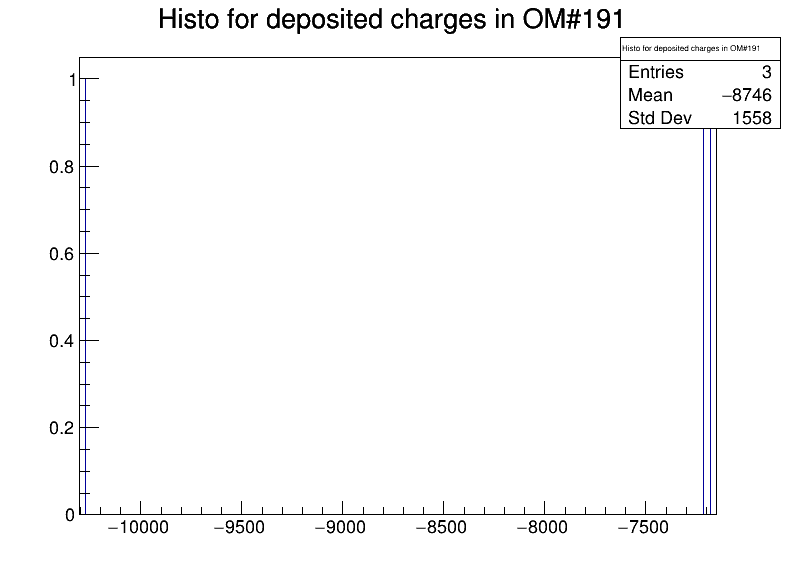 Histo for deposited charges in OM#191
Histo for deposited charges in OM#191
Entries 3
Mean −8746
Std Dev 1558
1
0.8
0.6
0.4
0.2
0
−10000 −9500 −9000 −8500 −8000 −7500